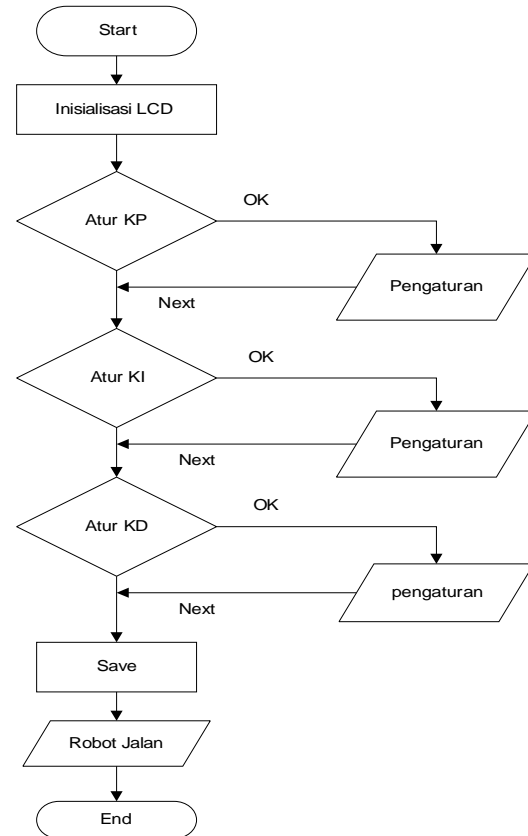 Start
Inisialisasi LCD
Atur KP
OK
Pengaturan
Next
Atur KI
OK
Pengaturan
Next
Atur KD
OK
pengaturan
Next
Save
Robot Jalan
End